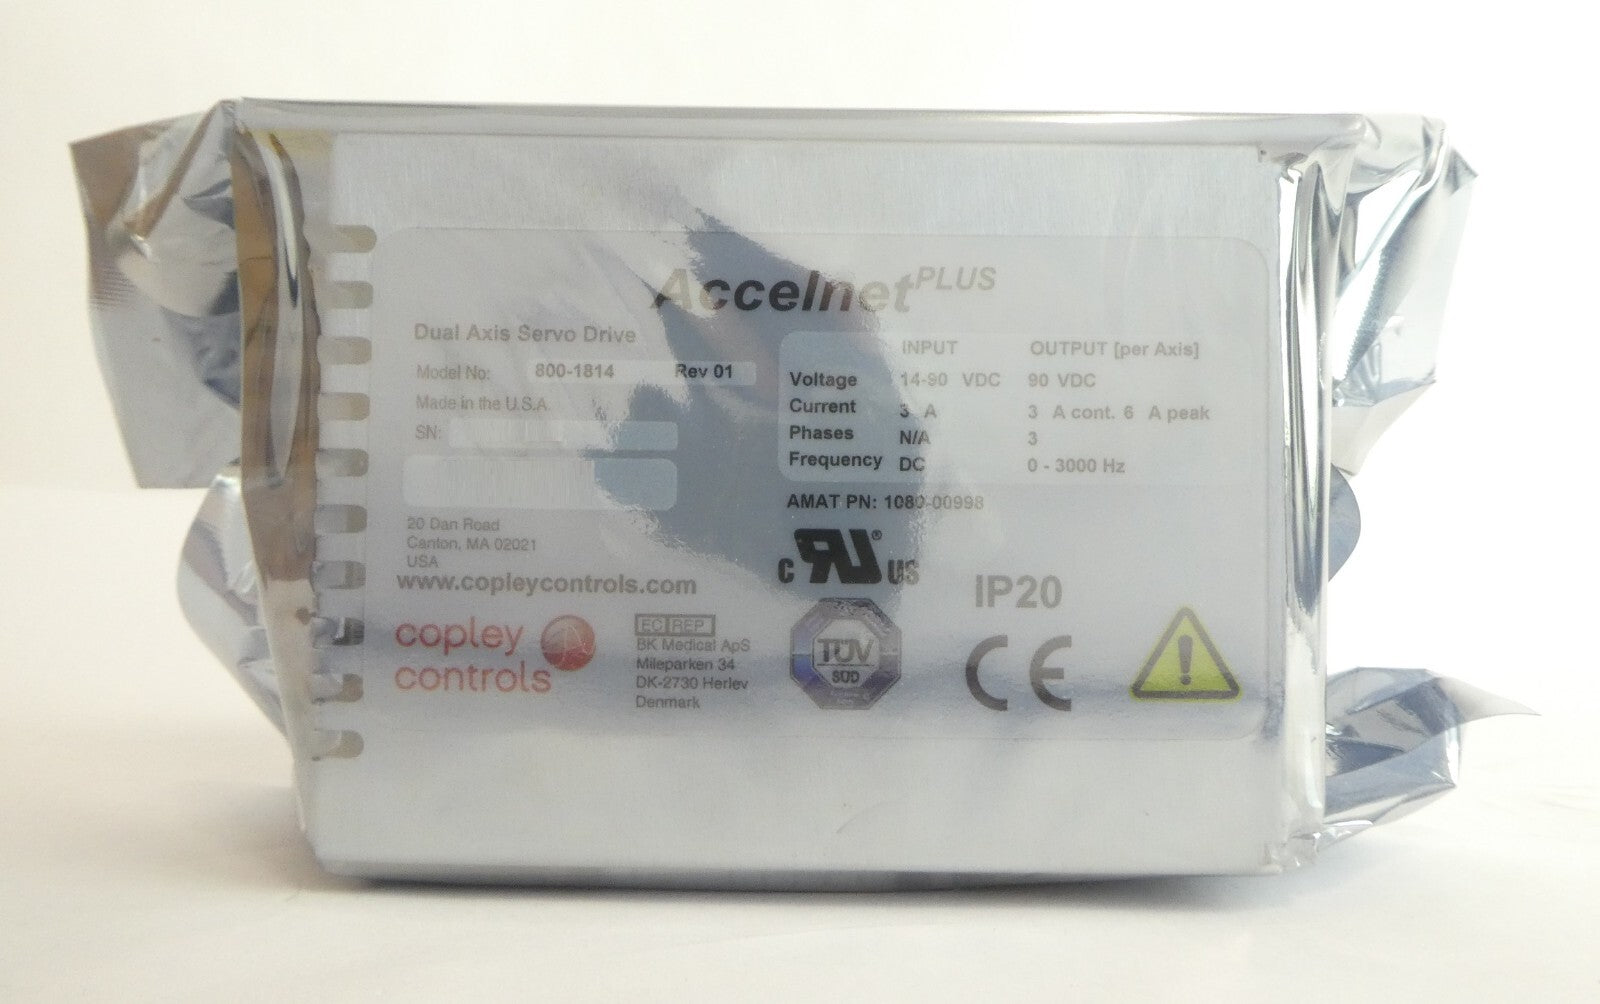 Accelnet PLUS
Dual Axis Servo Drive
Model No: 800-1814 Rev 01
Made in the U.S.A.
SN:
INPUT OUTPUT [per Axis]
Voltage 14-90 VDC 90 VDC
Current 3 A 3 A cont. 6 A peak
Phases N/A 3
Frequency DC 0 - 3000 Hz
AMAT PN: 1080-00998
20 Dan Road
Canton, MA 02021
USA
www.copleycontrols.com
copley
controls
EC REP
BK Medical ApS
Mileparken 34
DK-2730 Herlev
Denmark
c RU ® US
TÜV
SÜD
IP20
CE